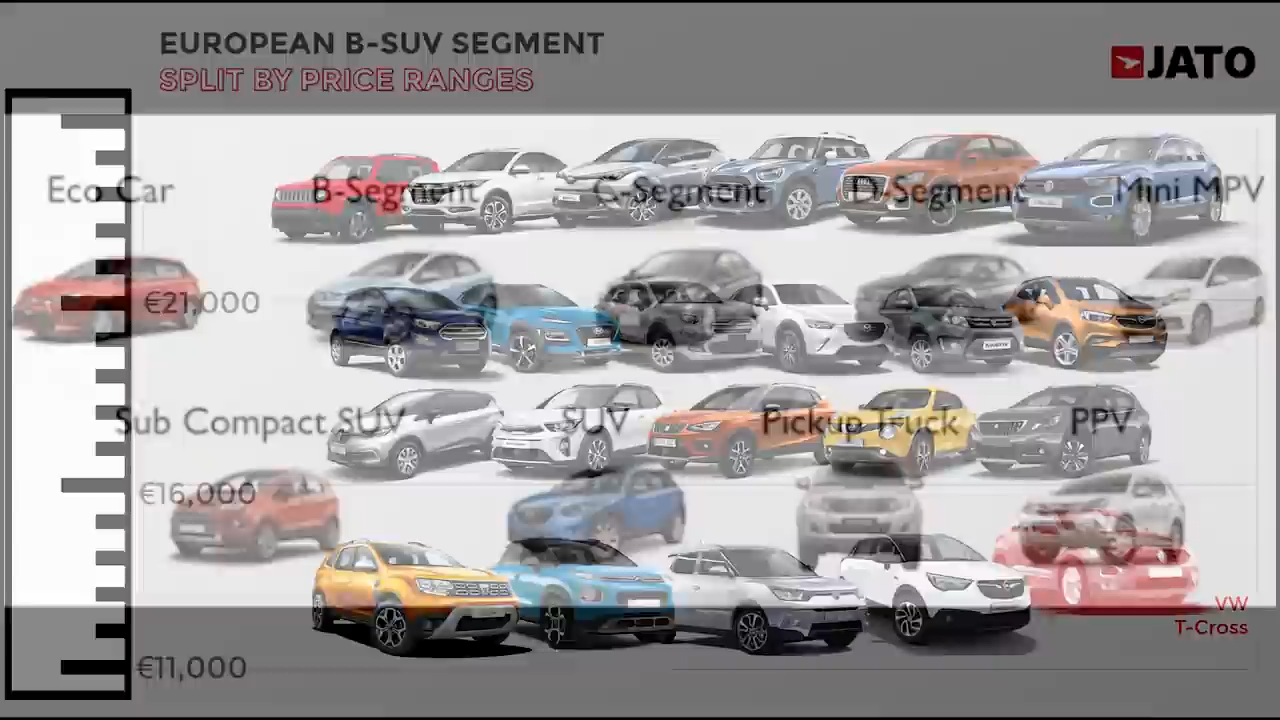 EUROPEAN B-SUV SEGMENT
SPLIT BY PRICE RANGES
JATO
Eco Car
B-Segment
C-Segment
D-Segment
Mini MPV
€21,000
Sub Compact SUV
SUV
Pickup Truck
PPV
€16,000
VW
T-Cross
€11,000